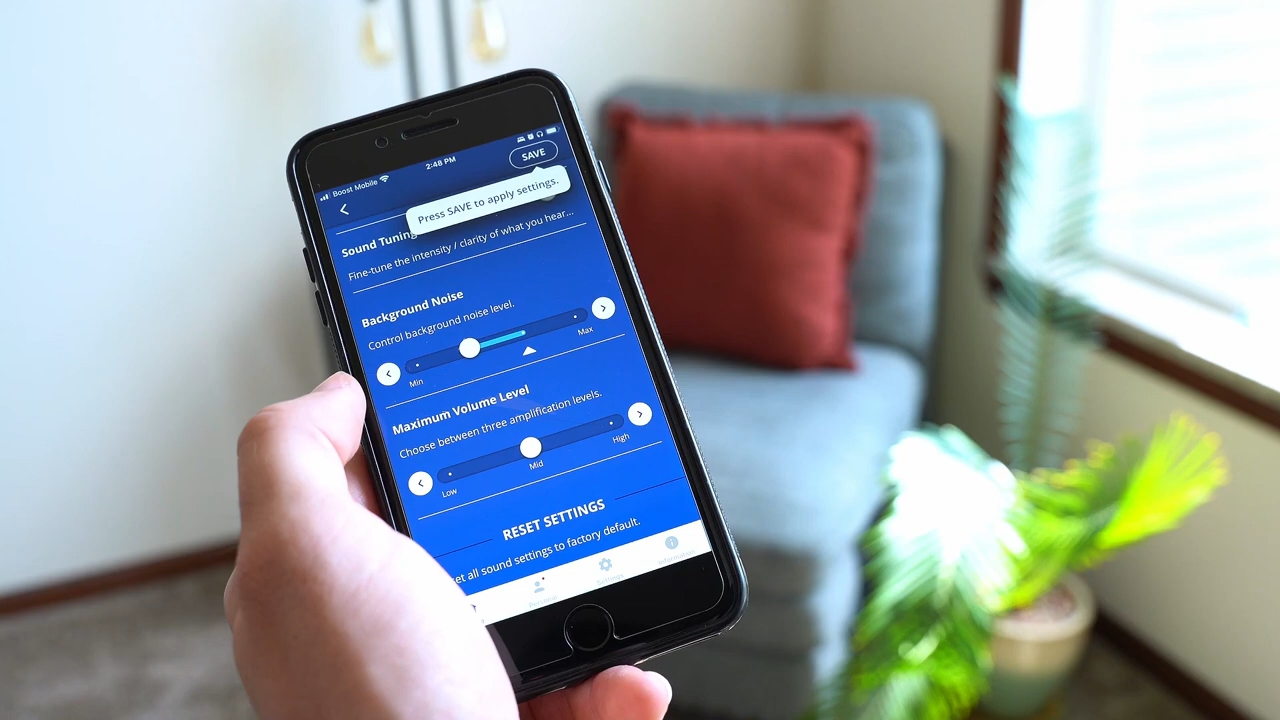 Boost Mobile
2:48 PM
SAVE
Press SAVE to apply settings.
Sound Tuning
Fine-tune the intensity / clarity of what you hear...
Background Noise
Control background noise level.
Min
Max
Maximum Volume Level
Choose between three amplification levels.
Low
Mid
High
RESET SETTINGS
all sound settings to factory default.
Settings
Information